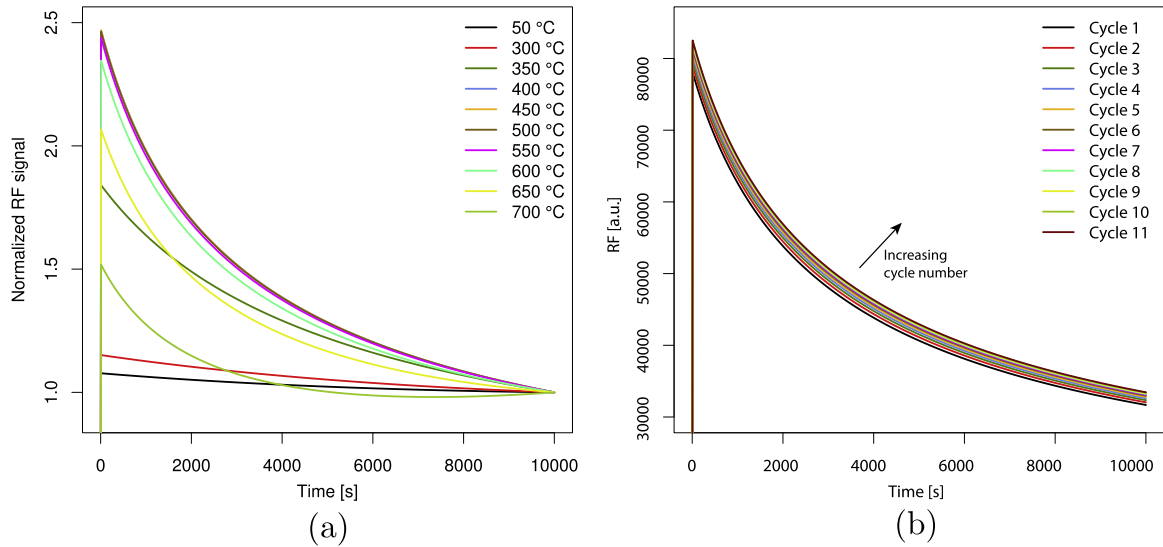 2.5
2.0
1.5
1.0
Normalized RF signal
50 °C
300 °C
350 °C
400 °C
450 °C
500 °C
550 °C
600 °C
650 °C
700 °C
0 2000 4000 6000 8000 10000
Time [s]
(a)
80000
70000
60000
50000
40000
30000
RF [a.u.]
Cycle 1
Cycle 2
Cycle 3
Cycle 4
Cycle 5
Cycle 6
Cycle 7
Cycle 8
Cycle 9
Cycle 10
Cycle 11
Increasing
cycle number
0 2000 4000 6000 8000 10000
Time [s]
(b)